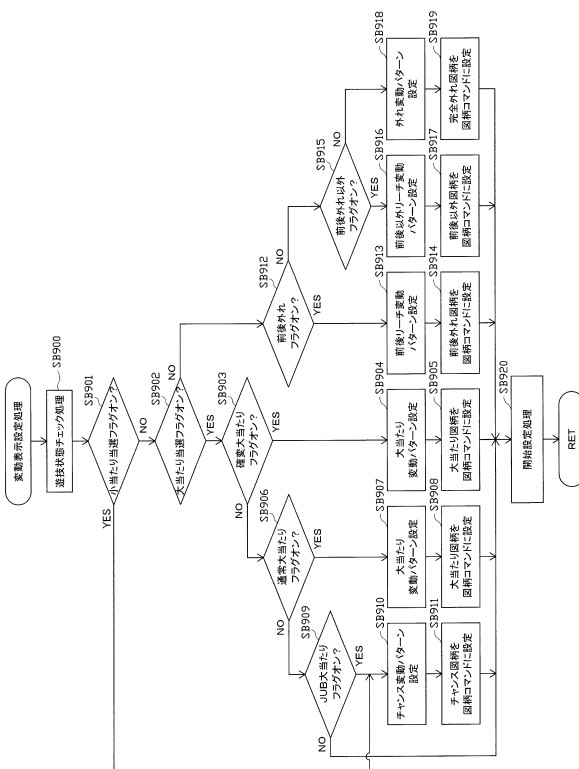 変動表示設定処理
SB900
遊技状態チェック処理
SB901
小当たり当選フラグオン?
YES
NO
SB902
大当たり当選フラグオン?
NO
YES
SB903
確変大当たり
フラグオン?
NO
YES
SB906
通常大当たり
フラグオン?
NO
YES
SB909
JUB大当たり
フラグオン?
NO
YES
SB912
前後外れ
フラグオン?
NO
YES
SB915
前後外れ以外
フラグオン?
NO
YES
SB910
チャンス変動パターン
設定
SB911
チャンス図柄を
図柄コマンドに設定
SB907
大当たり
変動パターン設定
SB908
大当たり図柄を
図柄コマンドに設定
SB904
大当たり
変動パターン設定
SB905
大当たり図柄を
図柄コマンドに設定
SB913
前後リーチ変動
パターン設定
SB914
前後外れ図柄を
図柄コマンドに設定
SB916
前後以外リーチ変動
パターン設定
SB917
前後以外図柄を
図柄コマンドに設定
SB918
外れ変動パターン
設定
SB919
完全外れ図柄を
図柄コマンドに設定
SB920
開始設定処理
RET